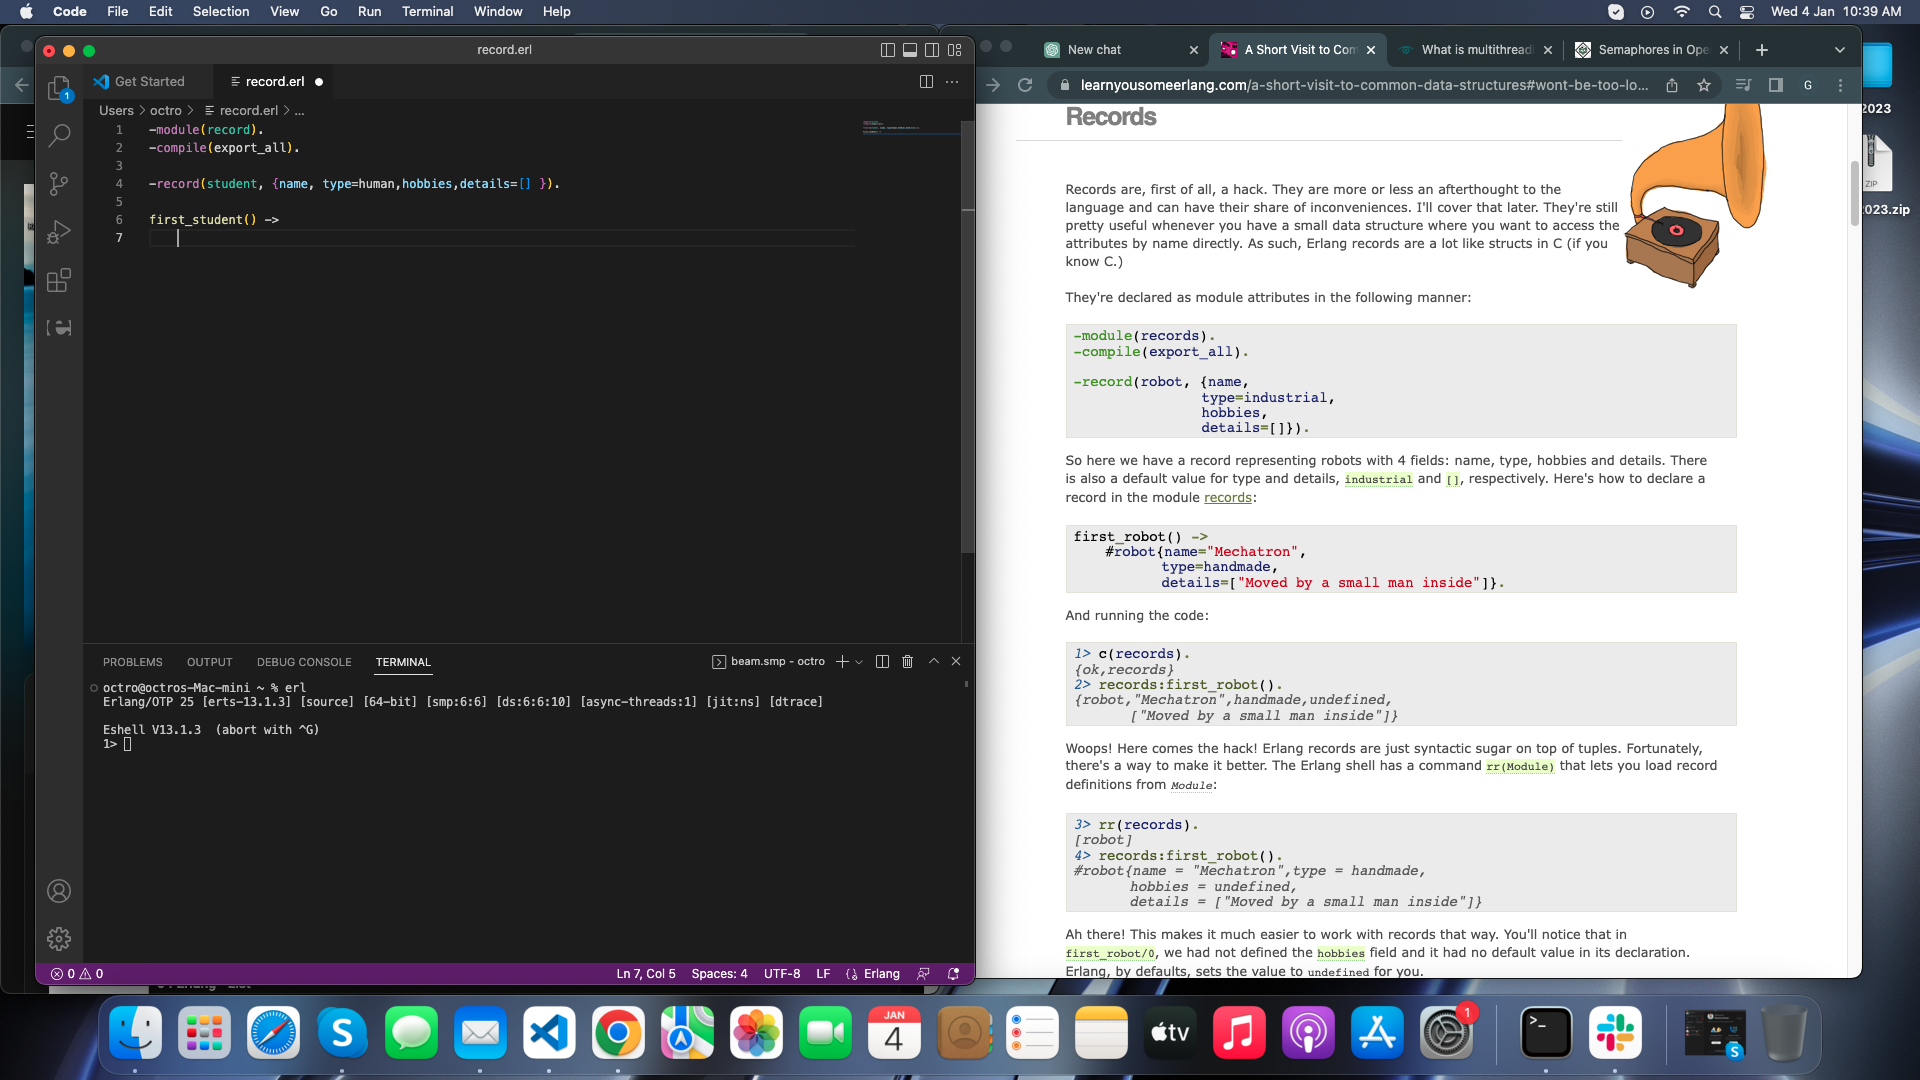 Code File Edit Selection View Go Run Terminal Window Help
Wed 4 Jan 10:39 AM
record.erl
Get Started
record.erl
Users > octro > record.erl > ...
1 -module(record).
2 -compile(export_all).
3
4 -record(student, {name, type=human,hobbies,details=[] }).
5
6 first_student() ->
7
PROBLEMS OUTPUT DEBUG CONSOLE TERMINAL
beam.smp - octro
octro@octros-Mac-mini ~ % erl
Erlang/OTP 25 [erts-13.1.3] [source] [64-bit] [smp:6:6] [ds:6:6:10] [async-threads:1] [jit:ns] [dtrace]
Eshell V13.1.3 (abort with ^G)
1>
0 0
Ln 7, Col 5 Spaces: 4 UTF-8 LF Erlang
New chat
A Short Visit to Com
What is multithreadi
Semaphores in Ope
learnyousomeerlang.com/a-short-visit-to-common-data-structures#wont-be-too-lo...
G
Records
Records are, first of all, a hack. They are more or less an afterthought to the
language and can have their share of inconveniences. I'll cover that later. They're still
pretty useful whenever you have a small data structure where you want to access the
attributes by name directly. As such, Erlang records are a lot like structs in C (if you
know C.)
They're declared as module attributes in the following manner:
-module(records).
-compile(export_all).
-record(robot, {name,
type=industrial,
hobbies,
details=[]}).
So here we have a record representing robots with 4 fields: name, type, hobbies and details. There
is also a default value for type and details, industrial and [], respectively. Here's how to declare a
record in the module records:
first_robot() ->
#robot{name="Mechatron",
type=handmade,
details=["Moved by a small man inside"]}.
And running the code:
1> c(records).
{ok,records}
2> records:first_robot().
{robot,"Mechatron",handmade,undefined,
["Moved by a small man inside"]}
Woops! Here comes the hack! Erlang records are just syntactic sugar on top of tuples. Fortunately,
there's a way to make it better. The Erlang shell has a command rr(Module) that lets you load record
definitions from Module:
3> rr(records).
[robot]
4> records:first_robot().
#robot{name = "Mechatron",type = handmade,
hobbies = undefined,
details = ["Moved by a small man inside"]}
Ah there! This makes it much easier to work with records that way. You'll notice that in
first_robot/0, we had not defined the hobbies field and it had no default value in its declaration.
Erlang, by defaults, sets the value to undefined for you.
2023
ZIP
2023.zip
1
JAN
4
tv
1